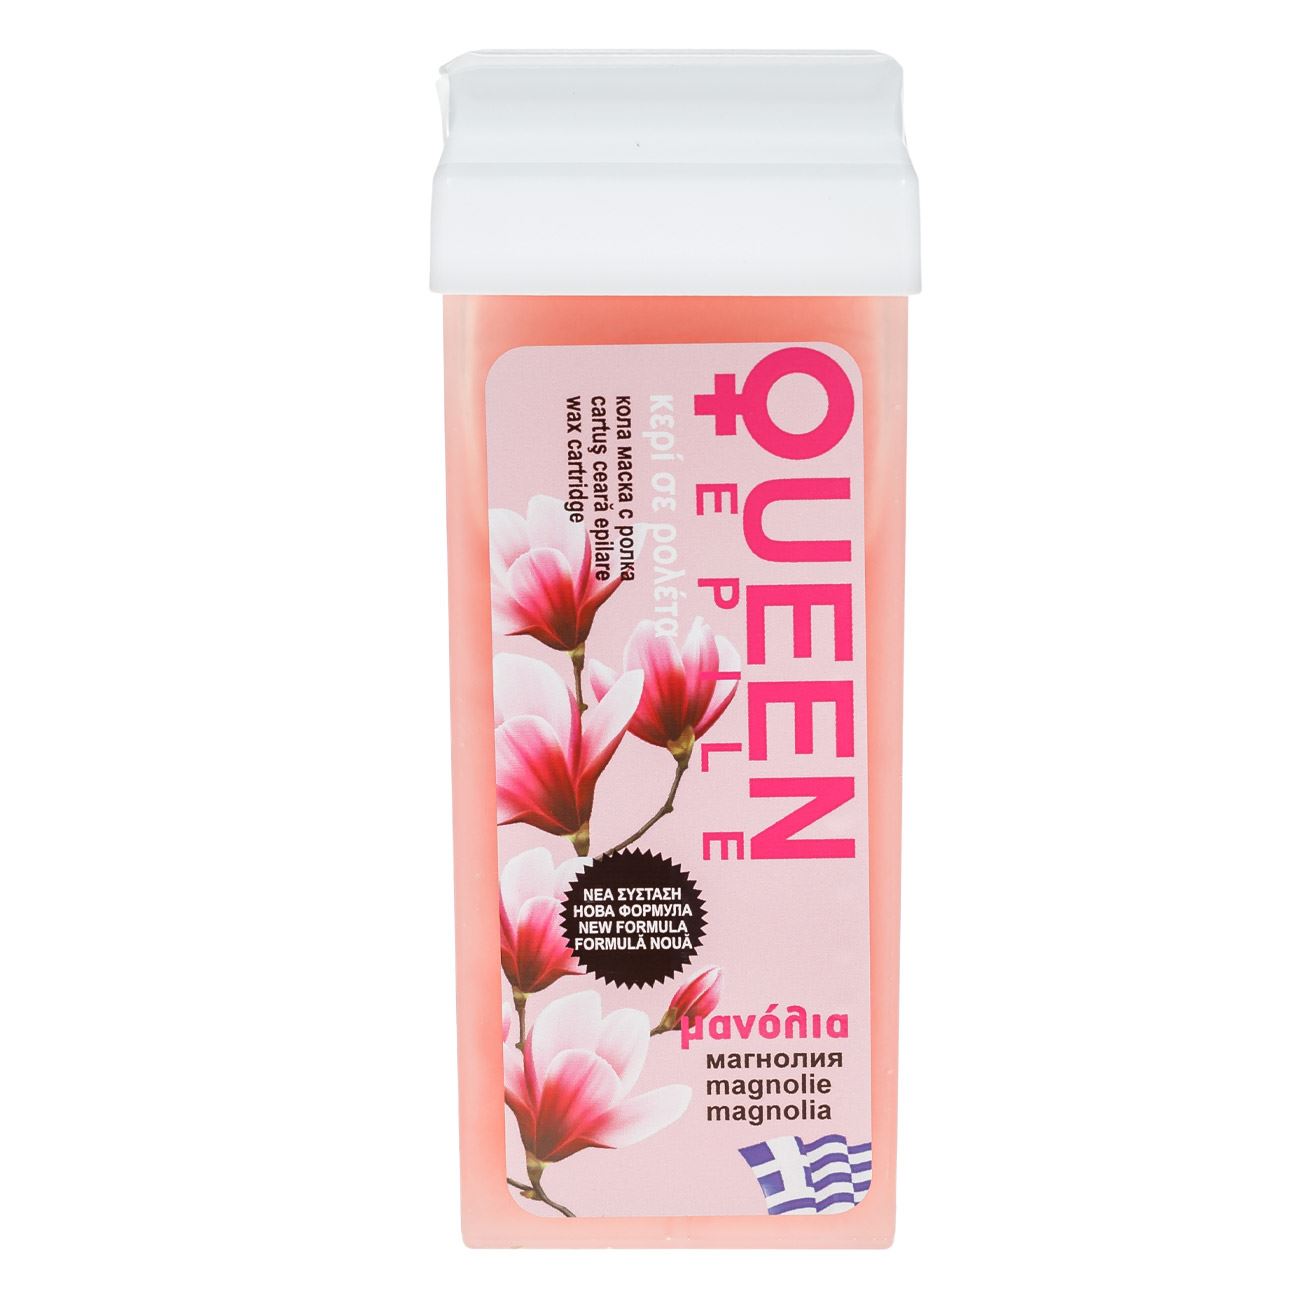 QUEEN
EPILE
κερί σε ρολέτα
кола маска с ролка
cartuş ceară epilare
wax cartridge
ΝΕΑ ΣΥΣΤΑΣΗ
НОВА ФОРМУЛА
NEW FORMULA
FORMULĂ NOUĂ
μανόλια
магнолия
magnolie
magnolia